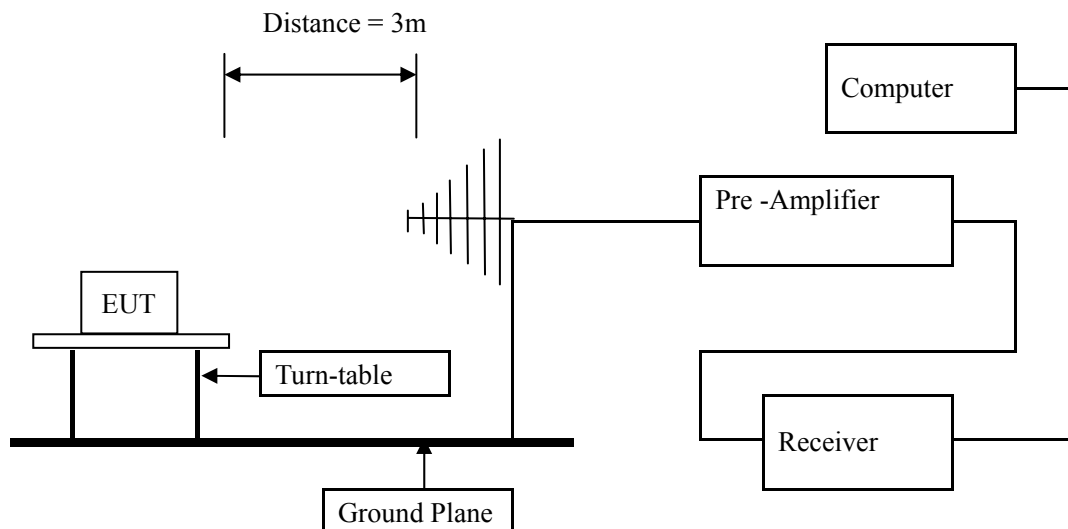 Distance = 3m
Computer
Pre -Amplifier
EUT
Turn-table
Receiver
Ground Plane